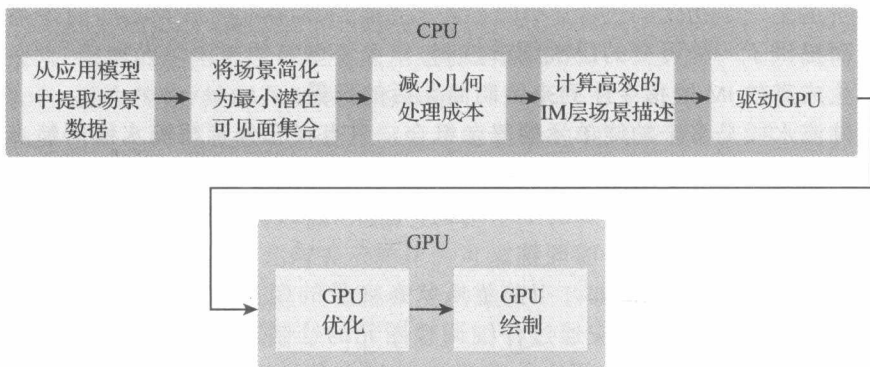 CPU
从应用模型
中提取场景
数据
将场景简化
为最小潜在
可见面集合
减小几何
处理成本
计算高效的
IM层场景描述
驱动GPU
GPU
GPU
优化
GPU
绘制